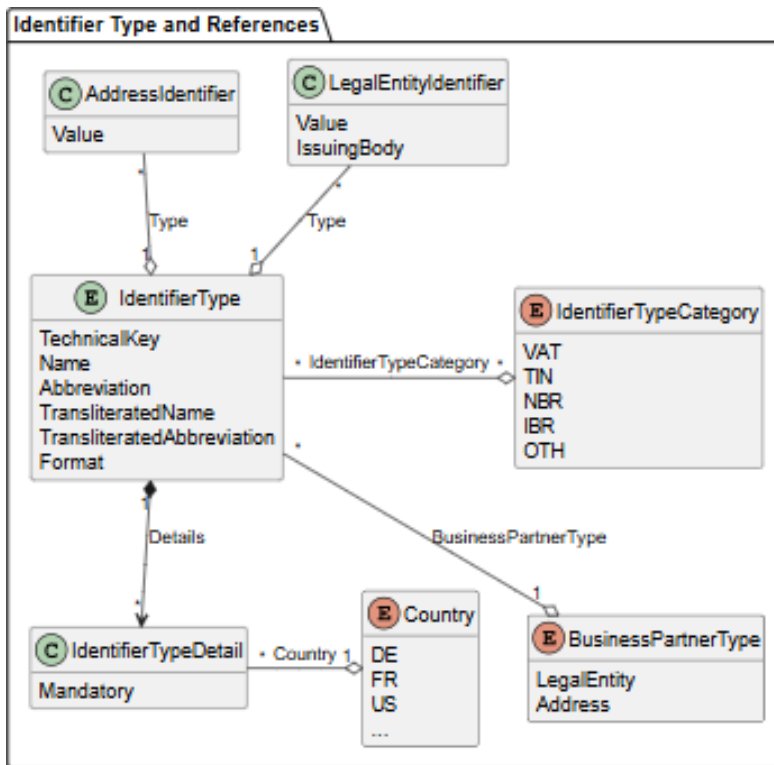 Identifier Type and References
C AddressIdentifier
Value
C LegalEntityIdentifier
Value
IssuingBody
*
Type
1
*
Type
1
E IdentifierType
TechnicalKey
Name
Abbreviation
TransliteratedName
TransliteratedAbbreviation
Format
* IdentifierTypeCategory *
E IdentifierTypeCategory
VAT
TIN
NBR
IBR
OTH
*
BusinessPartnerType
1
1
Details
*
C IdentifierTypeDetail
Mandatory
* Country 1
E Country
DE
FR
US
...
E BusinessPartnerType
LegalEntity
Address